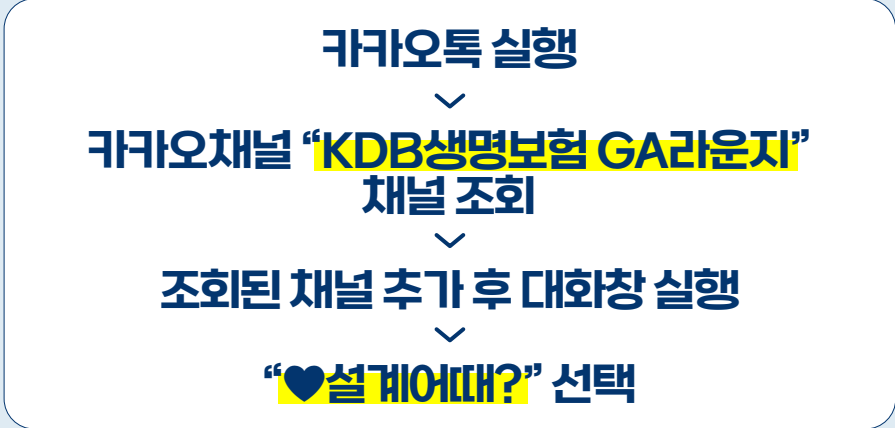 카카오톡 실행
카카오채널 “KDB생명보험 GA라운지”
채널 조회
조회된 채널 추가 후 대화창 실행
“♥설계어때?” 선택